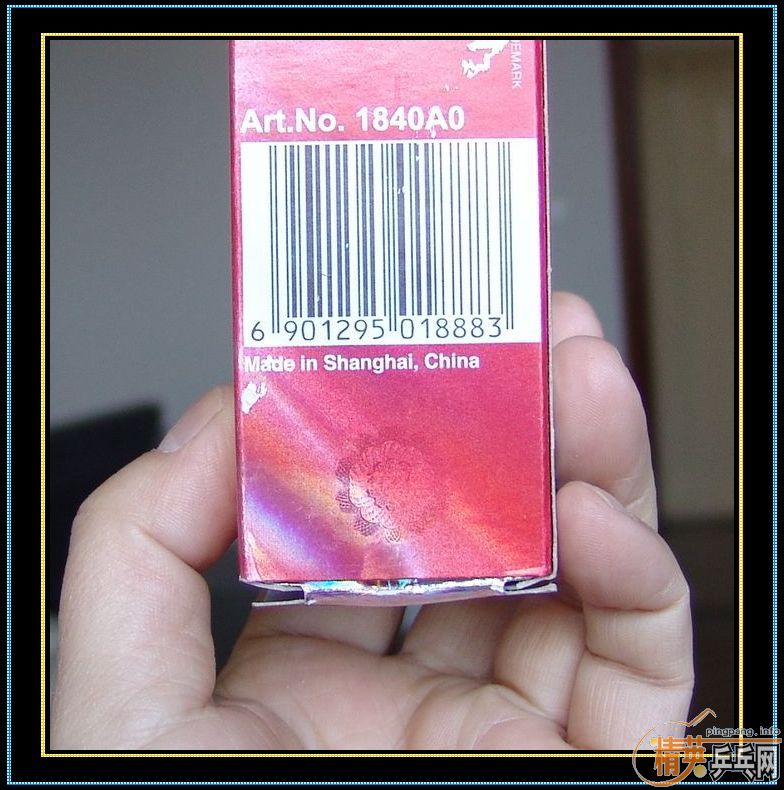 EMARK
Art.No. 1840A0
6 901295 018883
Made in Shanghai, China
pingpang.info
精英乒乓网